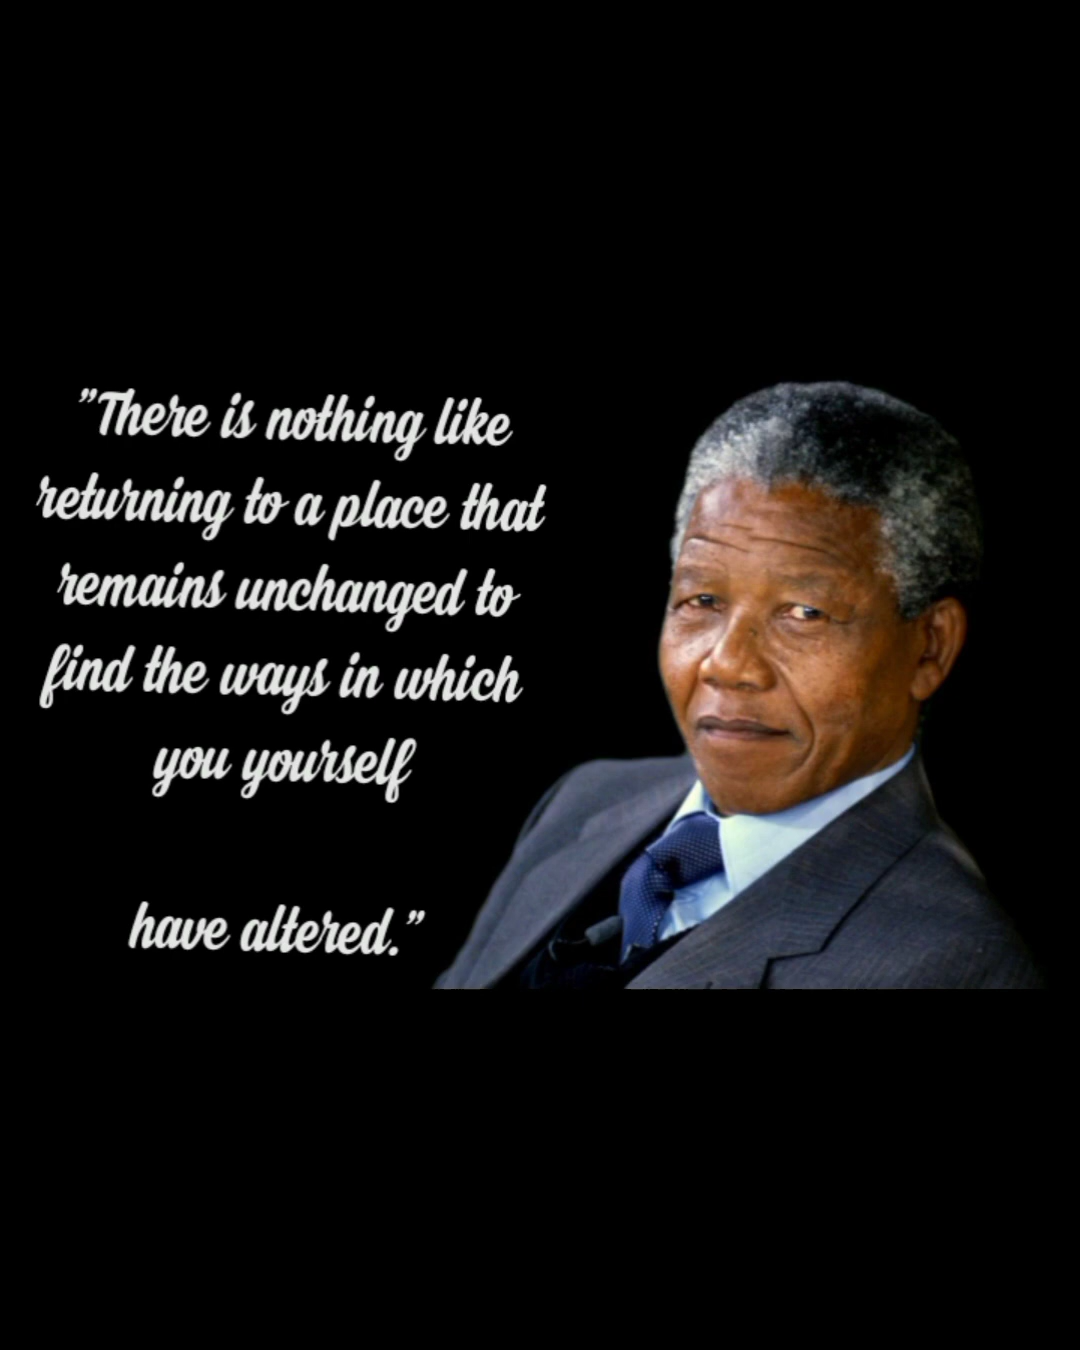 ”There is nothing like
returning to a place that
remains unchanged to
find the ways in which
you yourself
have altered.”